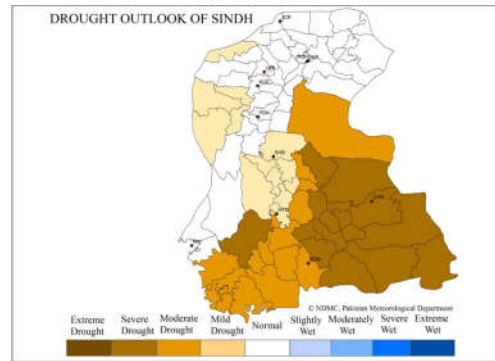 DROUGHT OUTLOOK OF SINDH
© NDMC, Pakistan Meteorological Department
Extreme Drought
Severe Drought
Moderate Drought
Mild Drought
Normal
Slightly Wet
Moderately Wet
Severe Wet
Extreme Wet